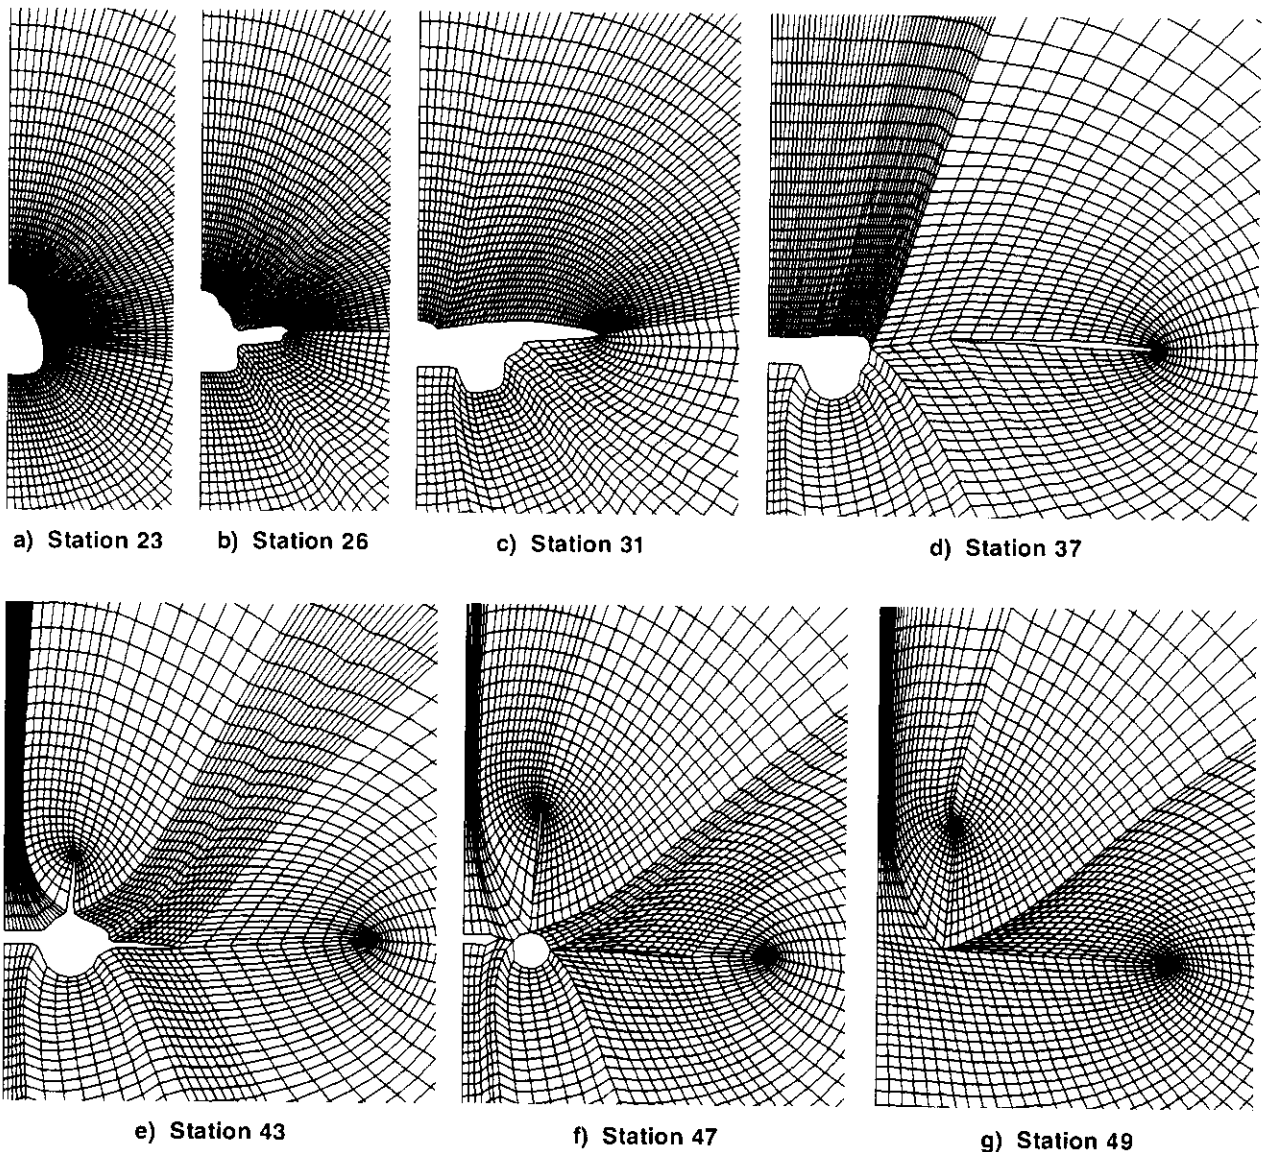 a) Station 23
b) Station 26
c) Station 31
d) Station 37
e) Station 43
f) Station 47
g) Station 49